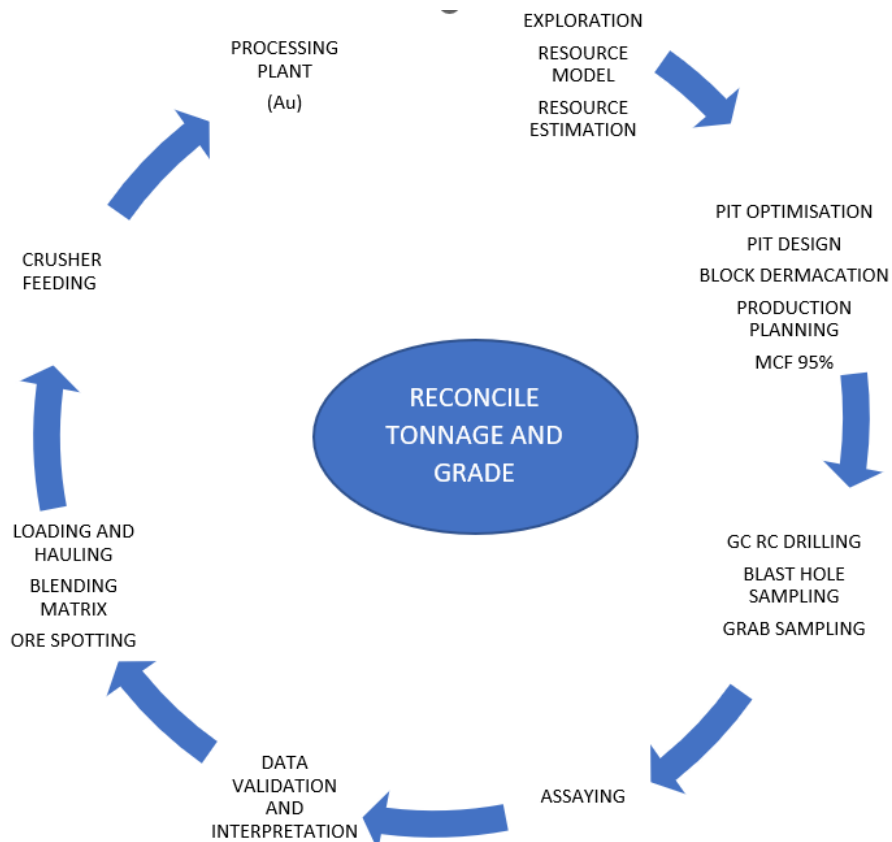 EXPLORATION
RESOURCE
MODEL
RESOURCE
ESTIMATION
PIT OPTIMISATION
PIT DESIGN
BLOCK DERMACATION
PRODUCTION
PLANNING
MCF 95%
GC RC DRILLING
BLAST HOLE
SAMPLING
GRAB SAMPLING
ASSAYING
DATA
VALIDATION
AND
INTERPRETATION
LOADING AND
HAULING
BLENDING
MATRIX
ORE SPOTTING
CRUSHER
FEEDING
PROCESSING
PLANT
(Au)
RECONCILE
TONNAGE AND
GRADE